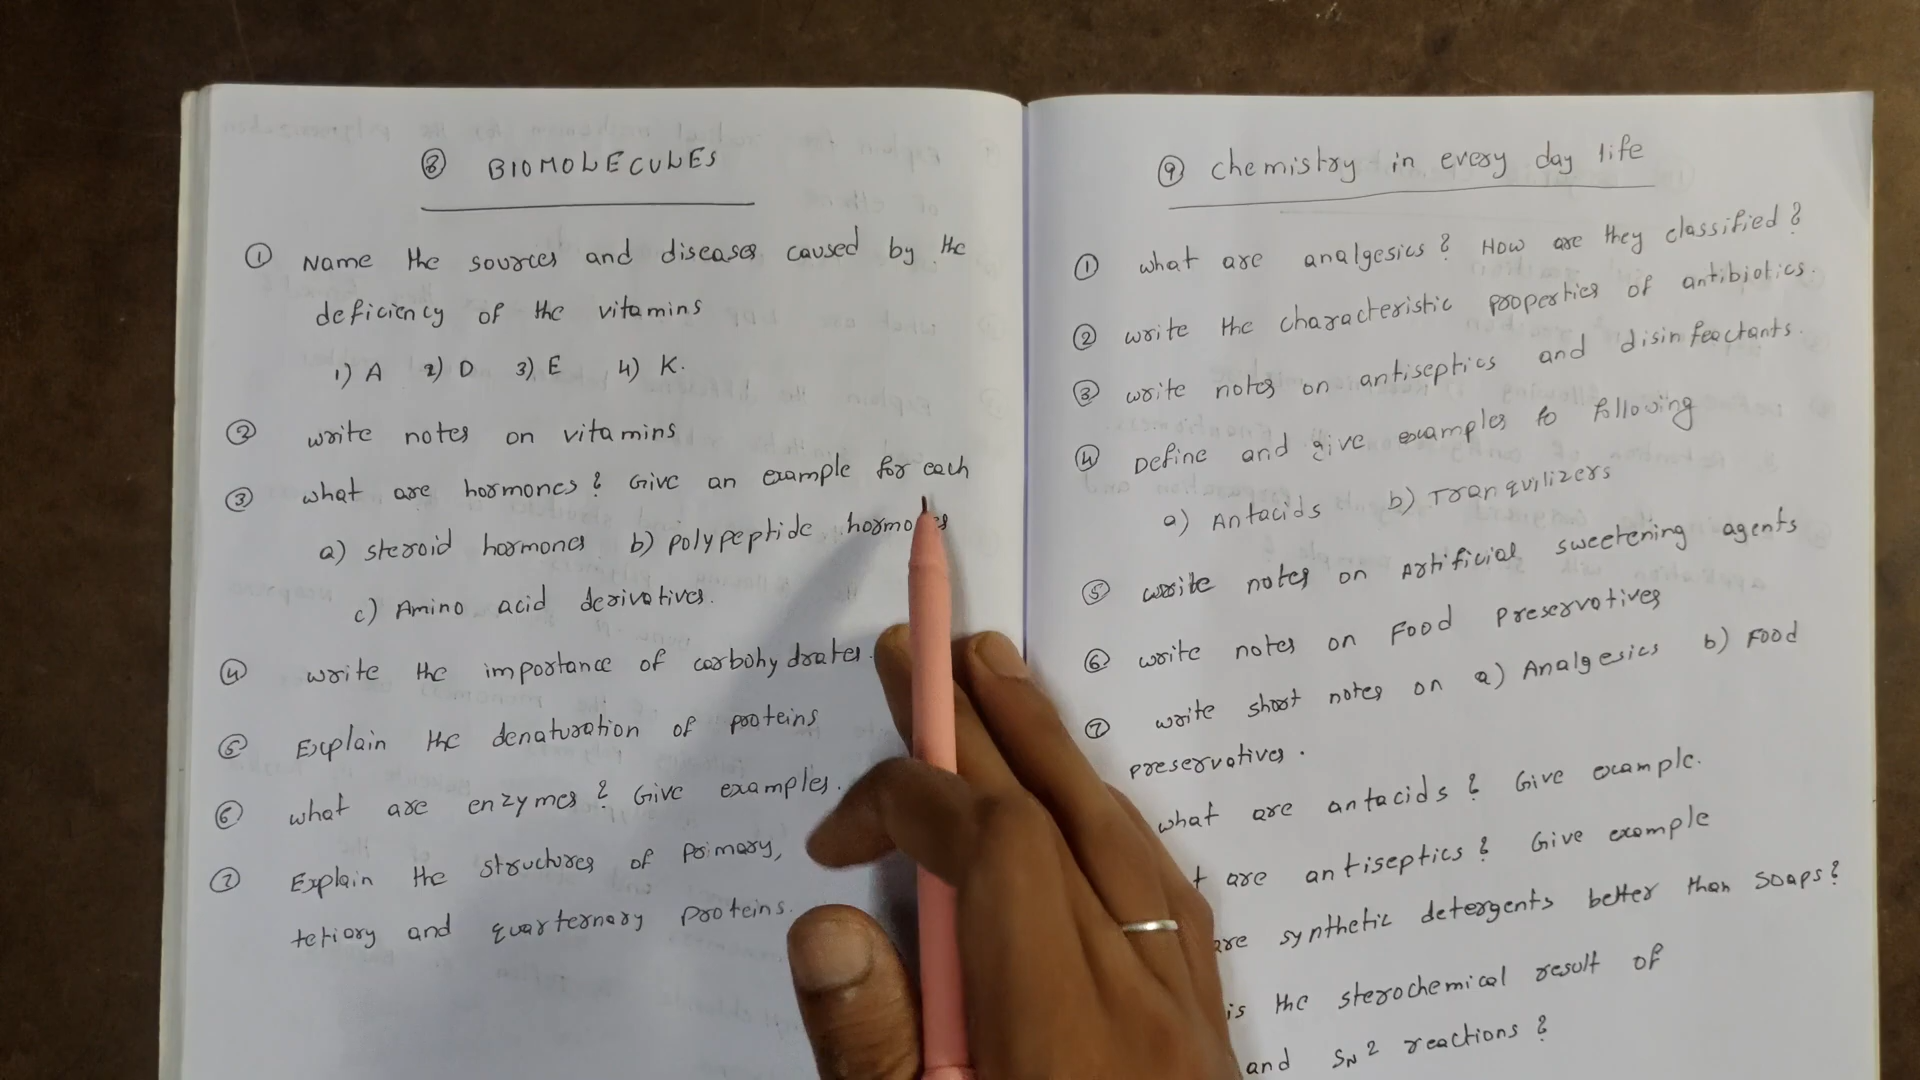 ⑧ BIOMOLECULES
① Name the sources and diseases caused by the
deficiency of the vitamins
1) A 2) D 3) E 4) K.
② write notes on vitamins
③ what are hormones? Give an example for each
a) steroid hormones b) polypeptide hormones
c) Amino acid derivatives.
④ write the importance of carbohydrates.
⑤ Explain the denaturation of proteins
⑥ what are enzymes? Give examples.
⑦ Explain the structures of primary,
tetiary and quarternary proteins.
⑨ chemistry in every day life
① what are analgesics? How are they classified?
② write the characteristic properties of antibiotics.
③ write notes on antiseptics and disinfeactants.
④ Define and give examples to following
a) Antacids b) Tranquilizers
⑤ write notes on Artificial sweetening agents
⑥ write notes on Food preservatives
⑦ write short notes on a) Analgesics b) Food
preservatives.
what are antacids? Give example.
are antiseptics? Give example
are synthetic detergents better than soaps?
is the sterochemical result of
and SN2 reactions?